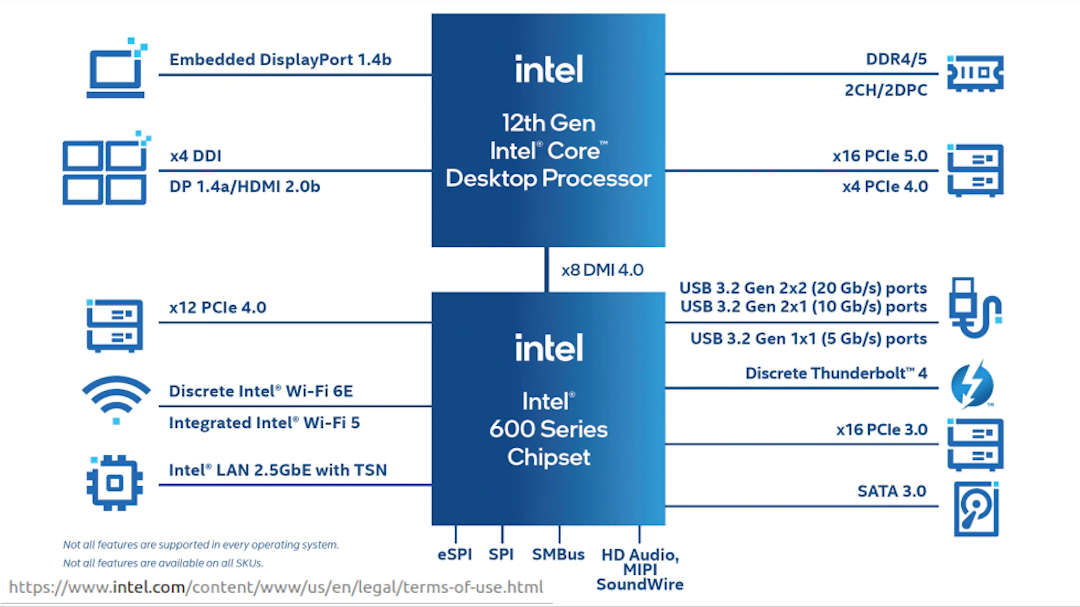 Embedded DisplayPort 1.4b
x4 DDI
DP 1.4a/HDMI 2.0b
intel
12th Gen
Intel® Core™
Desktop Processor
DDR4/5
2CH/2DPC
x16 PCIe 5.0
x4 PCIe 4.0
x8 DMI 4.0
x12 PCIe 4.0
Discrete Intel® Wi-Fi 6E
Integrated Intel® Wi-Fi 5
Intel® LAN 2.5GbE with TSN
intel
Intel®
600 Series
Chipset
USB 3.2 Gen 2x2 (20 Gb/s) ports
USB 3.2 Gen 2x1 (10 Gb/s) ports
USB 3.2 Gen 1x1 (5 Gb/s) ports
Discrete Thunderbolt™ 4
TM
x16 PCIe 3.0
SATA 3.0
eSPI
SPI
SMBus
HD Audio,
MIPI
SoundWire
Not all features are supported in every operating system.
Not all features are available on all SKUs.
https://www.intel.com/content/www/us/en/legal/terms-of-use.html